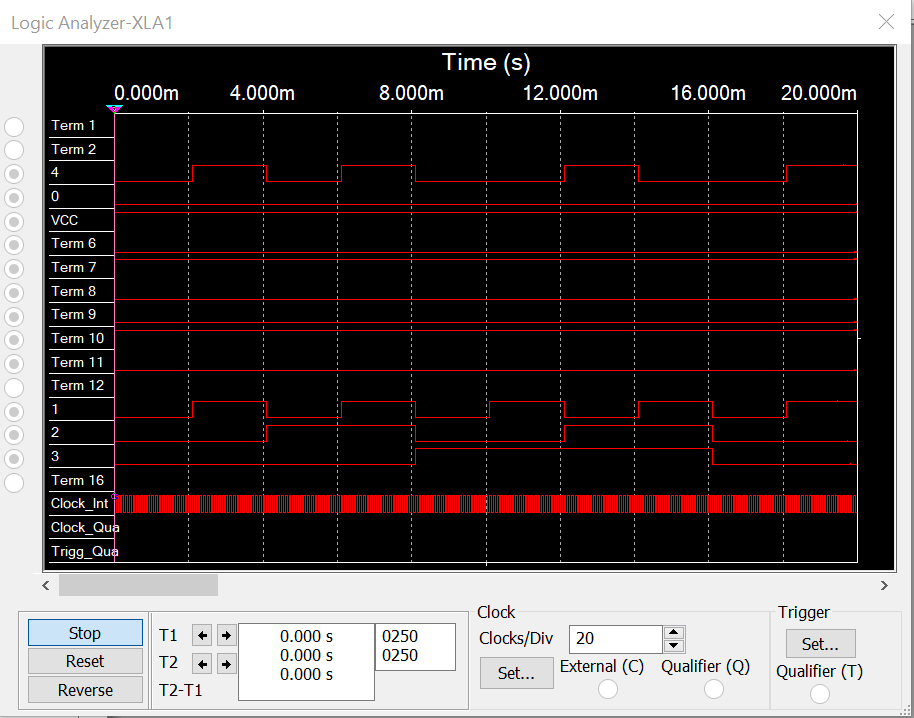 Logic Analyzer-XLA1
Time (s)
0.000m 4.000m 8.000m 12.000m 16.000m 20.000m
Term 1
Term 2
4
0
VCC
Term 6
Term 7
Term 8
Term 9
Term 10
Term 11
Term 12
1
2
3
Term 16
Clock_Int
Clock_Qua
Trigg_Qua
Stop
Reset
Reverse
T1
T2
T2-T1
0.000 s 0250
0.000 s 0250
0.000 s
Clock
Clocks/Div 20
Set...
External (C) Qualifier (Q)
Trigger
Set...
Qualifier (T)